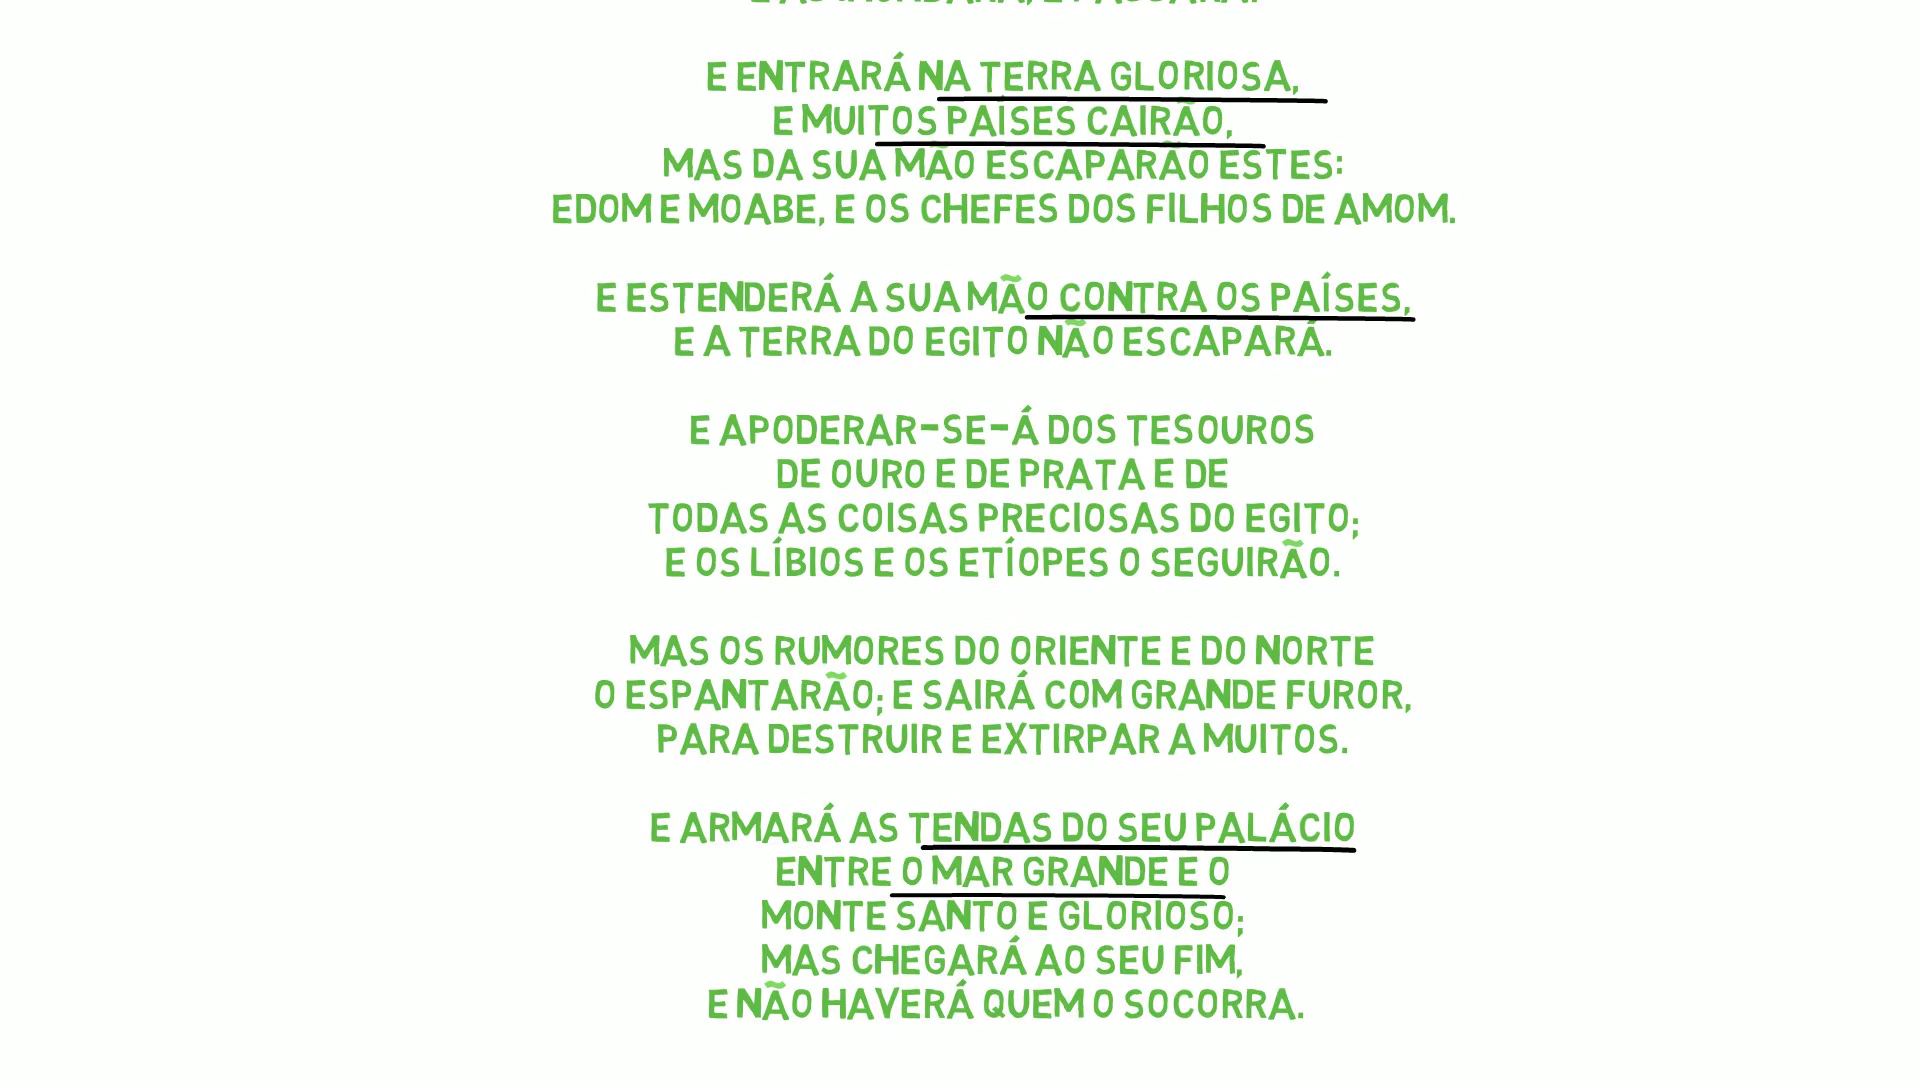 E ENTRARÁ NA TERRA GLORIOSA,
E MUITOS PAÍSES CAIRÃO,
MAS DA SUA MÃO ESCAPARÃO ESTES:
EDOM E MOABE, E OS CHEFES DOS FILHOS DE AMOM.
E ESTENDERÁ A SUA MÃO CONTRA OS PAÍSES,
E A TERRA DO EGITO NÃO ESCAPARÁ.
E APODERAR-SE-Á DOS TESOUROS
DE OURO E DE PRATA E DE
TODAS AS COISAS PRECIOSAS DO EGITO;
E OS LÍBIOS E OS ETÍOPES O SEGUIRÃO.
MAS OS RUMORES DO ORIENTE E DO NORTE
O ESPANTARÃO; E SAIRÁ COM GRANDE FUROR,
PARA DESTRUIR E EXTIRPAR A MUITOS.
E ARMARÁ AS TENDAS DO SEU PALÁCIO
ENTRE O MAR GRANDE E O
MONTE SANTO E GLORIOSO;
MAS CHEGARÁ AO SEU FIM,
E NÃO HAVERÁ QUEM O SOCORRA.